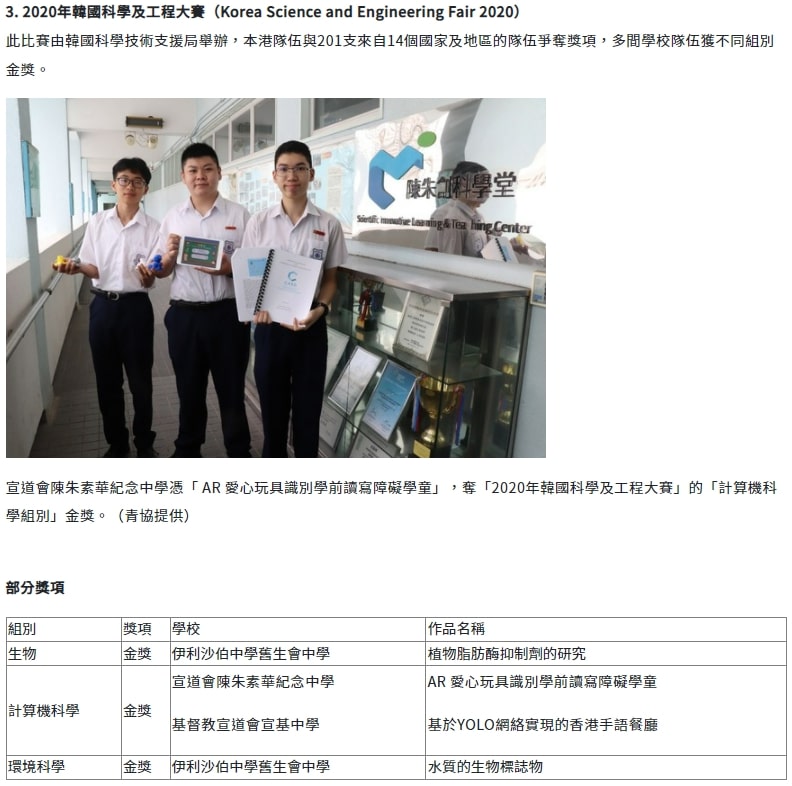 3. 2020年韓國科學及工程大賽（Korea Science and Engineering Fair 2020）
此比賽由韓國科學技術支援局舉辦，本港隊伍與201支來自14個國家及地區的隊伍爭奪獎項，多間學校隊伍獲不同組別
金獎。
陳朱
科學堂
Learning &
Center
宣道會陳朱素華紀念中學憑「 AR 愛心玩具識別學前讀寫障礙學童」，奪「2020年韓國科學及工程大賽」的「計算機科
學組別」金獎。（青協提供）
部分獎項
組別 獎項 學校 作品名稱
生物 金獎 伊利沙伯中學舊生會中學 植物脂肪酶抑制劑的研究
計算機科學 金獎 宣道會陳朱素華紀念中學 AR 愛心玩具識別學前讀寫障礙學童
基督教宣道會宣基中學 基於YOLO網絡實現的香港手語餐廳
環境科學 金獎 伊利沙伯中學舊生會中學 水質的生物標誌物